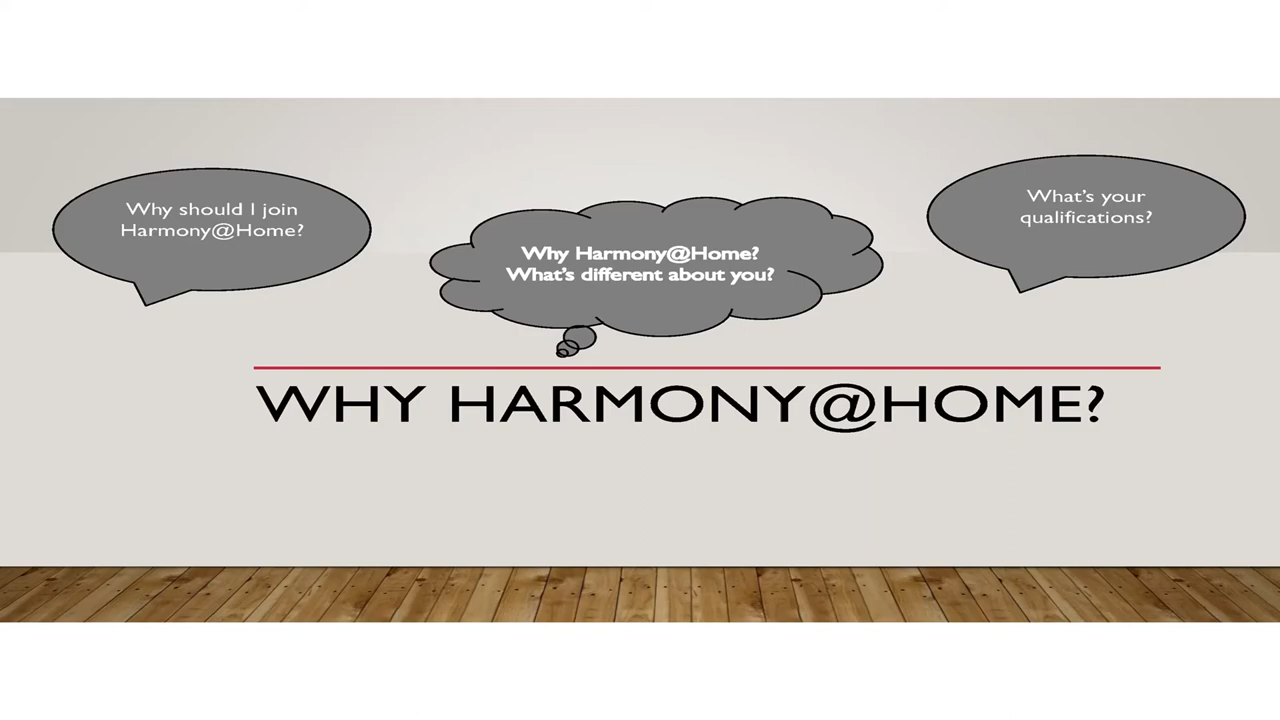 Why should I join
Harmony@Home?
Why Harmony@Home?
What's different about you?
What's your
qualifications?
WHY HARMONY@HOME?